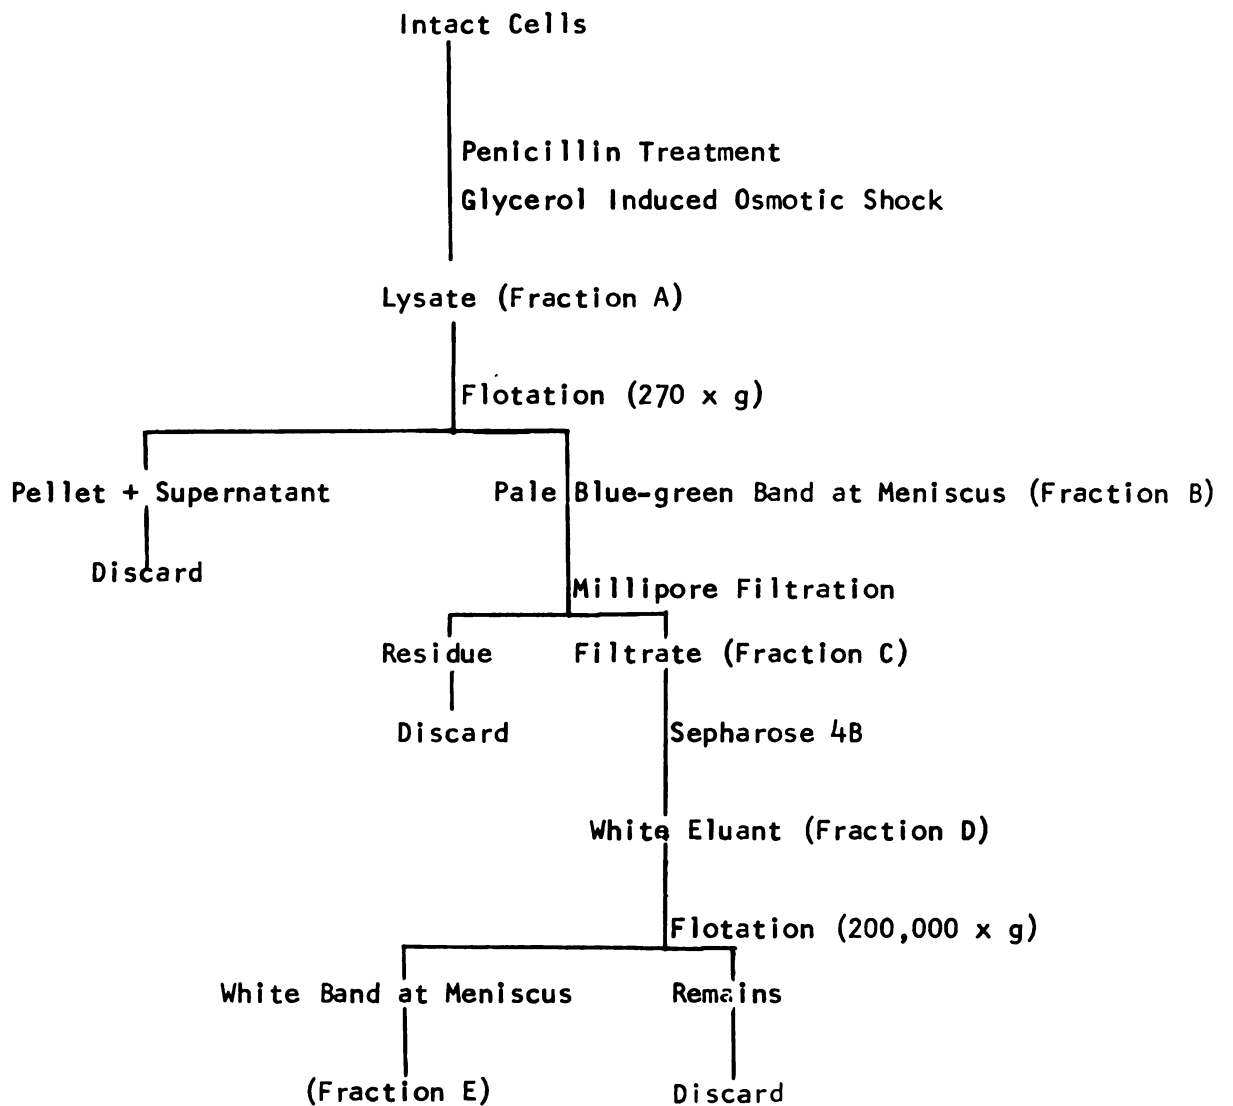 Intact Cells
Penicillin Treatment
Glycerol Induced Osmotic Shock
Lysate (Fraction A)
Flotation (270 x g)
Pellet + Supernatant
Pale Blue-green Band at Meniscus (Fraction B)
Discard
Millipore Filtration
Residue
Filtrate (Fraction C)
Discard
Sepharose 4B
White Eluant (Fraction D)
Flotation (200,000 x g)
White Band at Meniscus
Remains
(Fraction E)
Discard